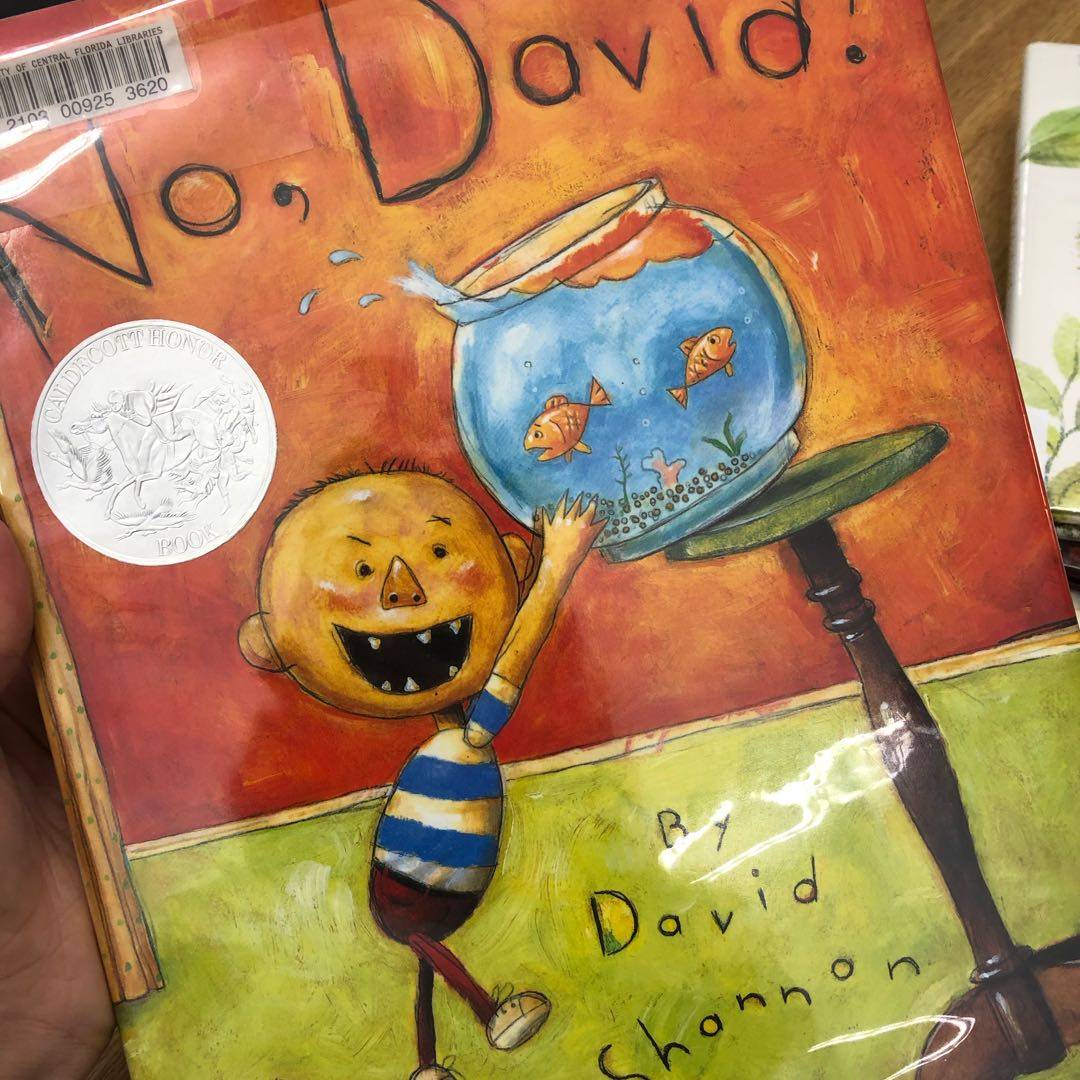 TY OF CENTRAL FLORIDA LIBRARIES
2103 00925 3620
No, David!
CALDECOTT HONOR
BOOK
By
David
Shannon